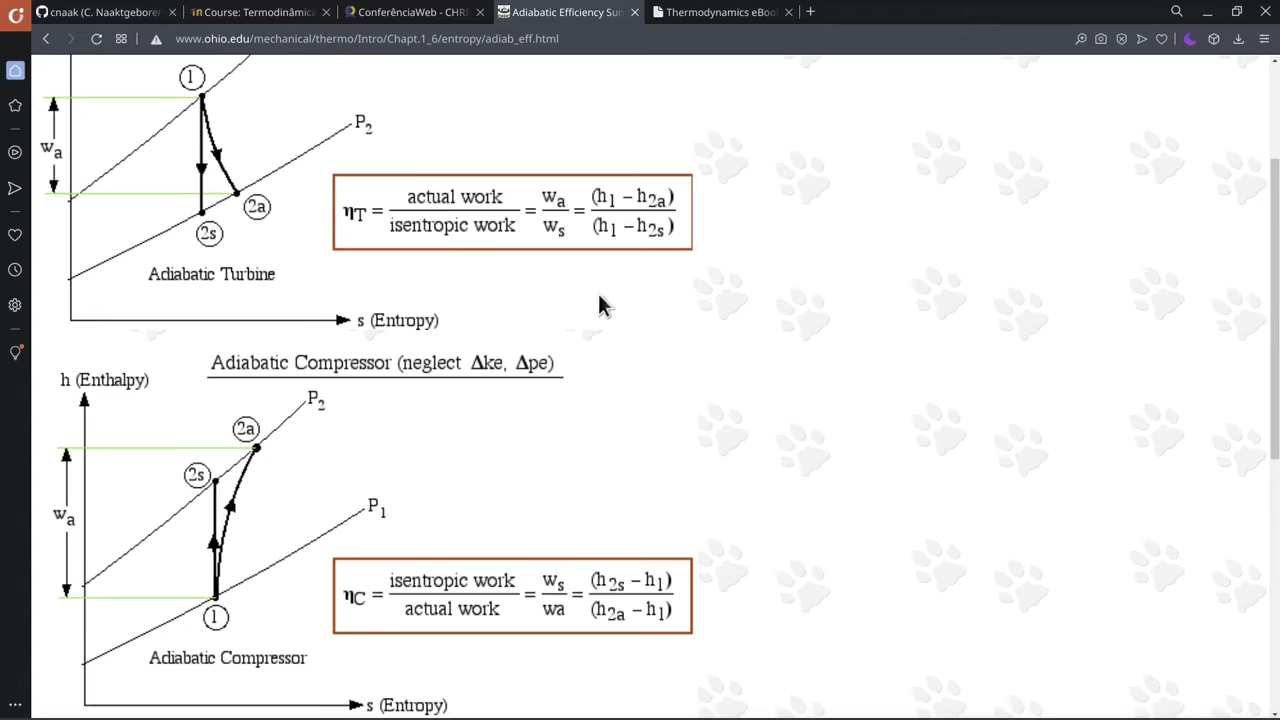 cnaak (C. Naaktgeboren
Course: Termodinâmica
ConferênciaWeb - CHRI
Adiabatic Efficiency Sum
Thermodynamics eBook
www.ohio.edu/mechanical/thermo/Intro/Chapt.1_6/entropy/adiab_eff.html
1
P2
wa
2a
2s
ηT = actual work / isentropic work = wa / ws = (h1 – h2a) / (h1 – h2s)
Adiabatic Turbine
s (Entropy)
Adiabatic Compressor (neglect Δke, Δpe)
h (Enthalpy)
P2
2a
2s
P1
wa
ηC = isentropic work / actual work = ws / wa = (h2s – h1) / (h2a – h1)
1
Adiabatic Compressor
s (Entropy)